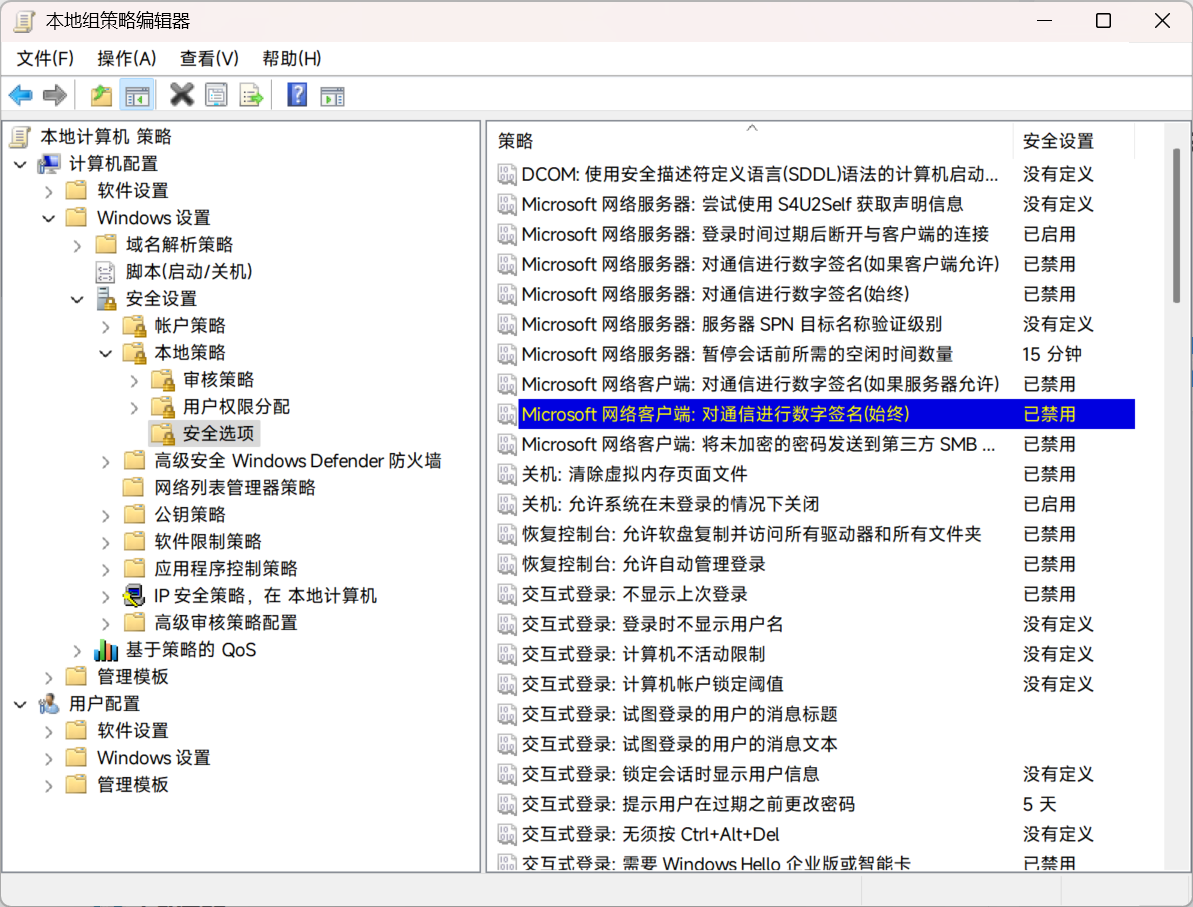 本地组策略编辑器
文件(F) 操作(A) 查看(V) 帮助(H)
本地计算机 策略
计算机配置
软件设置
Windows 设置
域名解析策略
脚本(启动/关机)
安全设置
帐户策略
本地策略
审核策略
用户权限分配
安全选项
高级安全 Windows Defender 防火墙
网络列表管理器策略
公钥策略
软件限制策略
应用程序控制策略
IP 安全策略，在 本地计算机
高级审核策略配置
基于策略的 QoS
管理模板
用户配置
软件设置
Windows 设置
管理模板
策略 安全设置
DCOM: 使用安全描述符定义语言(SDDL)语法的计算机启动... 没有定义
Microsoft 网络服务器: 尝试使用 S4U2Self 获取声明信息 没有定义
Microsoft 网络服务器: 登录时间过期后断开与客户端的连接 已启用
Microsoft 网络服务器: 对通信进行数字签名(如果客户端允许) 已禁用
Microsoft 网络服务器: 对通信进行数字签名(始终) 已禁用
Microsoft 网络服务器: 服务器 SPN 目标名称验证级别 没有定义
Microsoft 网络服务器: 暂停会话前所需的空闲时间数量 15 分钟
Microsoft 网络客户端: 对通信进行数字签名(如果服务器允许) 已禁用
Microsoft 网络客户端: 对通信进行数字签名(始终) 已禁用
Microsoft 网络客户端: 将未加密的密码发送到第三方 SMB ... 已禁用
关机: 清除虚拟内存页面文件 已禁用
关机: 允许系统在未登录的情况下关闭 已启用
恢复控制台: 允许软盘复制并访问所有驱动器和所有文件夹 已禁用
恢复控制台: 允许自动管理登录 已禁用
交互式登录: 不显示上次登录 已禁用
交互式登录: 登录时不显示用户名 没有定义
交互式登录: 计算机不活动限制 没有定义
交互式登录: 计算机帐户锁定阈值 没有定义
交互式登录: 试图登录的用户的消息标题
交互式登录: 试图登录的用户的消息文本
交互式登录: 锁定会话时显示用户信息 没有定义
交互式登录: 提示用户在过期之前更改密码 5 天
交互式登录: 无须按 Ctrl+Alt+Del 没有定义
交互式登录: 需要 Windows Hello 企业版或智能卡 已禁用